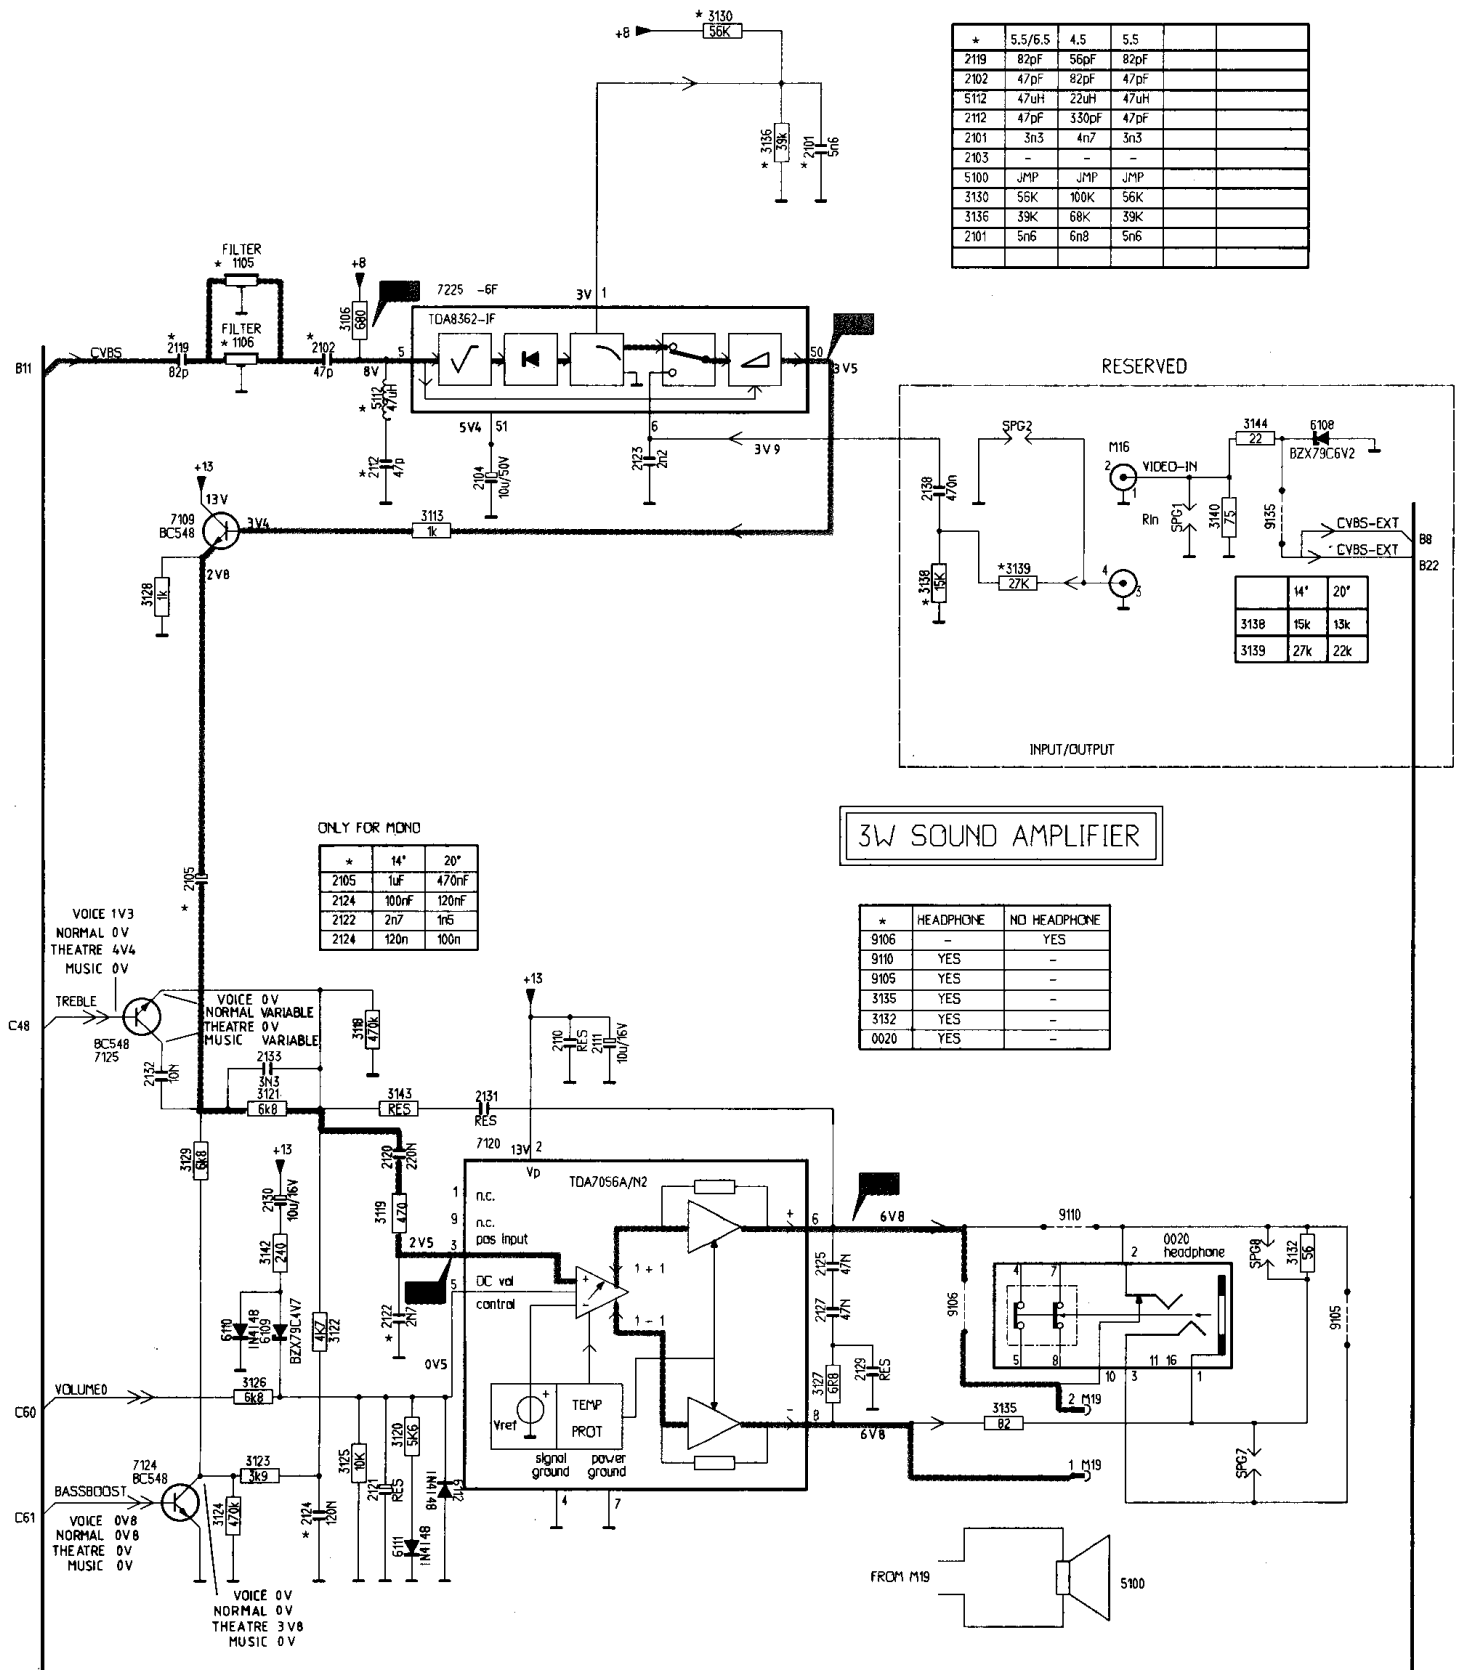 * 3130
+8 56K
* 5.5/6.5 4.5 5.5
2119 82pF 56pF 82pF
2102 47pF 82pF 47pF
5112 47uH 22uH 47uH
2112 47pF 330pF 47pF
2101 3n3 4n7 3n3
2103 - - -
5100 JMP JMP JMP
3130 56K 100K 56K
3136 39K 68K 39K
2101 5n6 6n8 5n6
* 3136 39k
* 2101 5n6
FILTER
* 1105
FILTER
* 1106
+8
3106 680
7225 -6F
3V 1
TDA8362-IF
B11
CVBS
* 2119
82p
* 2102
47p
8V
5
50
3V5
* 5112 47uH
* 2112 47p
5V4 51
2104 10u/50V
6
2123 2n2
3V9
RESERVED
SPG2
M16
2
1
VIDEO-IN
3144
22
6108
BZX79C6V2
2138 470n
Rin
SPG1
3140 75
9135
CVBS-EXT
B8
CVBS-EXT
B22
* 3138 15K
* 3139
27K
4
3
14" 20"
3138 15k 13k
3139 27k 22k
INPUT/OUTPUT
+13
13V
7109
BC548
3V4
3113
1k
2V8
3128 1k
3W SOUND AMPLIFIER
ONLY FOR MONO
* 14" 20"
2105 1uF 470nF
2124 100nF 120nF
2122 2n7 1n5
2124 120n 100n
* HEADPHONE NO HEADPHONE
9106 - YES
9110 YES -
9105 YES -
3135 YES -
3132 YES -
0020 YES -
2105
*
VOICE 1V3
NORMAL 0V
THEATRE 4V4
MUSIC 0V
TREBLE
C48
BC548
7125
VOICE 0V
NORMAL VARIABLE
THEATRE 0V
MUSIC VARIABLE
2132 10N
2133
3N3
3121
6k8
3118 470k
3143
RES
2131
RES
+13
2110 RES
2111 10u/16V
3129 6k8
+13
2130 10u/16V
3142 240
2120 220N
3119 470
7120
13V 2
Vp
TDA7056A/N2
1 n.c.
9 n.c.
pos input
3
2V5
5
DC vol
control
1 + 1
1 - 1
Vref
TEMP
PROT
signal
ground
power
ground
4
7
6110 1N4148
6109 BZX79C4V7
4K7 3122
2122 2N7
*
0V5
+ 6
6V8
- 8
6V8
2125 47N
2127 47N
3127 6R8
2129 RES
9106
9110
0020
headphone
2
4 7
5 8
10 3
11 16
1
SPG8
3132 56
9105
2 M19
3135
82
1 M19
SPG7
VOLUME0
C60
3126
6k8
3125 10K
2121 RES
3120 5K6
6111 1N4148
6112 1N4148
7124
BC548
3123
3k9
3124 470k
* 2124 120N
BASSBOOST
C61
VOICE 0V8
NORMAL 0V8
THEATRE 0V
MUSIC 0V
VOICE 0V
NORMAL 0V
THEATRE 3V8
MUSIC 0V
FROM M19
5100